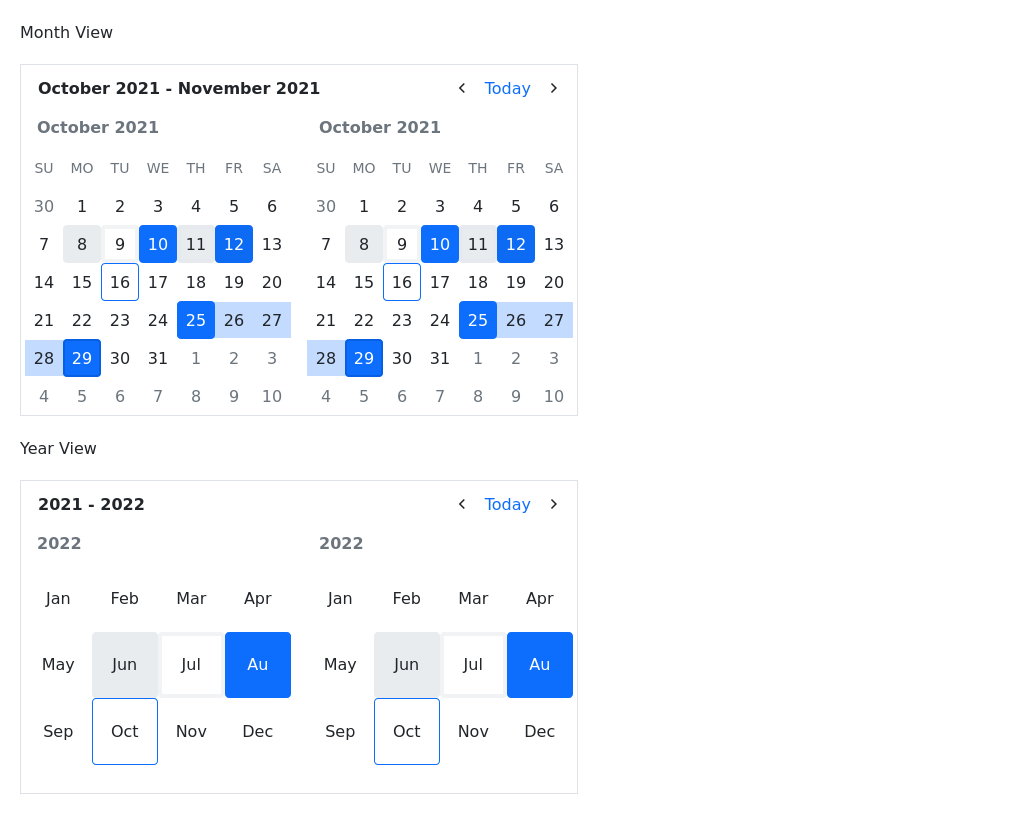 Month View
October 2021 - November 2021 Today
October 2021 October 2021
SU MO TU WE TH FR SA SU MO TU WE TH FR SA
30 1 2 3 4 5 6 30 1 2 3 4 5 6
7 8 9 10 11 12 13 7 8 9 10 11 12 13
14 15 16 17 18 19 20 14 15 16 17 18 19 20
21 22 23 24 25 26 27 21 22 23 24 25 26 27
28 29 30 31 1 2 3 28 29 30 31 1 2 3
4 5 6 7 8 9 10 4 5 6 7 8 9 10
Year View
2021 - 2022 Today
2022 2022
Jan Feb Mar Apr Jan Feb Mar Apr
May Jun Jul Au May Jun Jul Au
Sep Oct Nov Dec Sep Oct Nov Dec